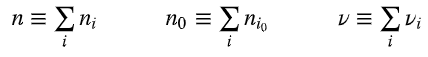 n ≡ ∑_i n_i    n_0 ≡ ∑_i n_{i_0}    ν ≡ ∑_i ν_i